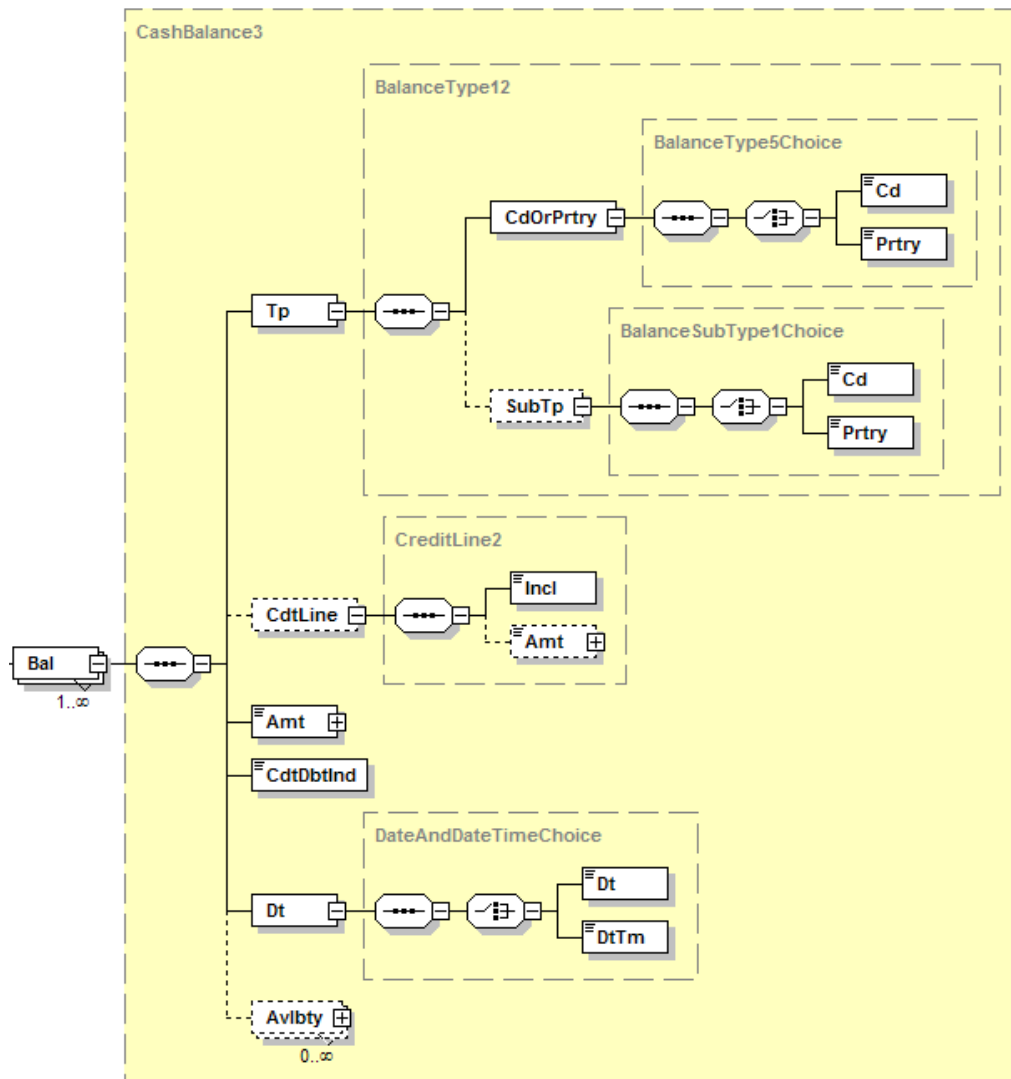 CashBalance3
BalanceType12
BalanceType5Choice
Cd
CdOrPrtry
Prtry
Tp
BalanceSubType1Choice
Cd
SubTp
Prtry
CreditLine2
Incl
CdtLine
Amt
Bal
1..∞
Amt
CdtDbtInd
DateAndDateTimeChoice
Dt
Dt
DtTm
Avlbty
0..∞